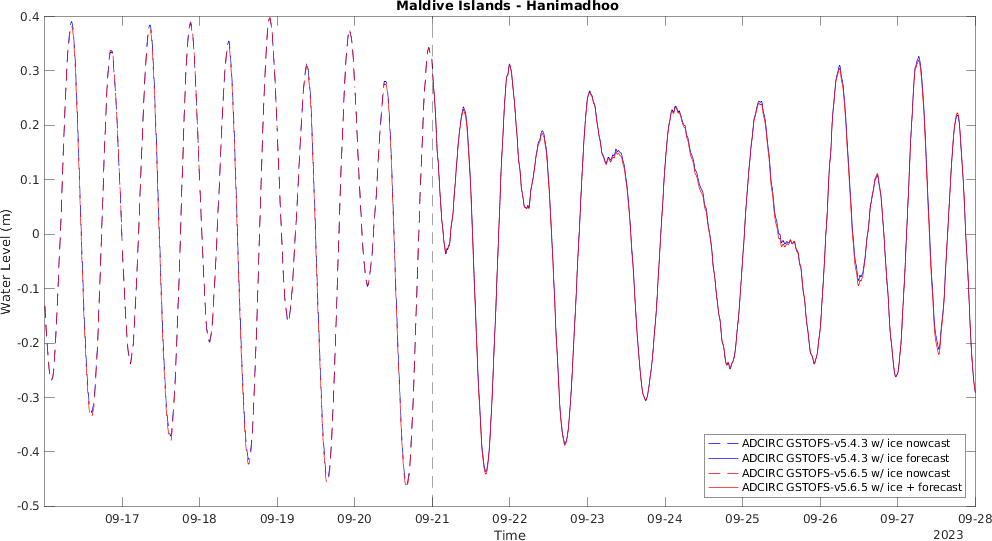 Maldive Islands - Hanimadhoo
0.4
0.3
0.2
0.1
0
-0.1
-0.2
-0.3
-0.4
-0.5
Water Level (m)
ADCIRC GSTOFS-v5.4.3 w/ ice nowcast
ADCIRC GSTOFS-v5.4.3 w/ ice forecast
ADCIRC GSTOFS-v5.6.5 w/ ice nowcast
ADCIRC GSTOFS-v5.6.5 w/ ice + forecast
09-17 09-18 09-19 09-20 09-21 09-22 09-23 09-24 09-25 09-26 09-27 09-28
Time
2023